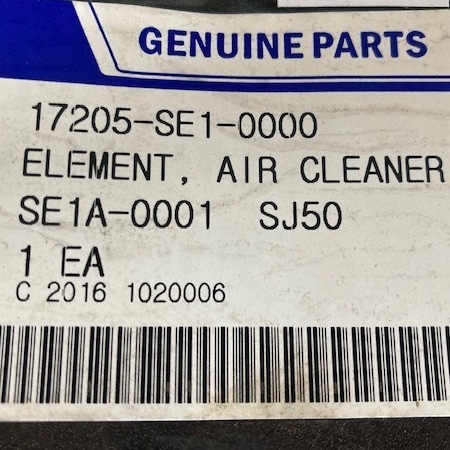 GENUINE PARTS
17205-SE1-0000
ELEMENT, AIR CLEANER
SE1A-0001 SJ50
1 EA
C 2016 1020006